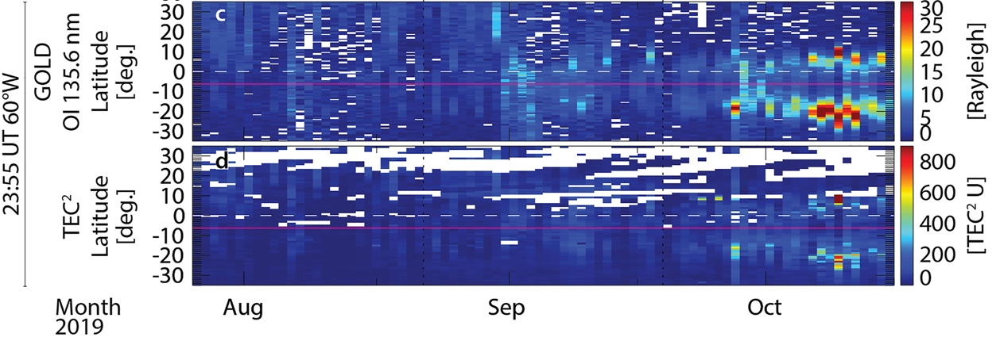 23:55 UT 60°W
GOLD
OI 135.6 nm
Latitude
[deg.]
c
30
20
10
0
-10
-20
-30
30
25
20
15
10
5
0
[Rayleigh]
TEC²
Latitude
[deg.]
d
30
20
10
0
-10
-20
-30
800
600
400
200
0
[TEC² U]
Month
2019
Aug
Sep
Oct